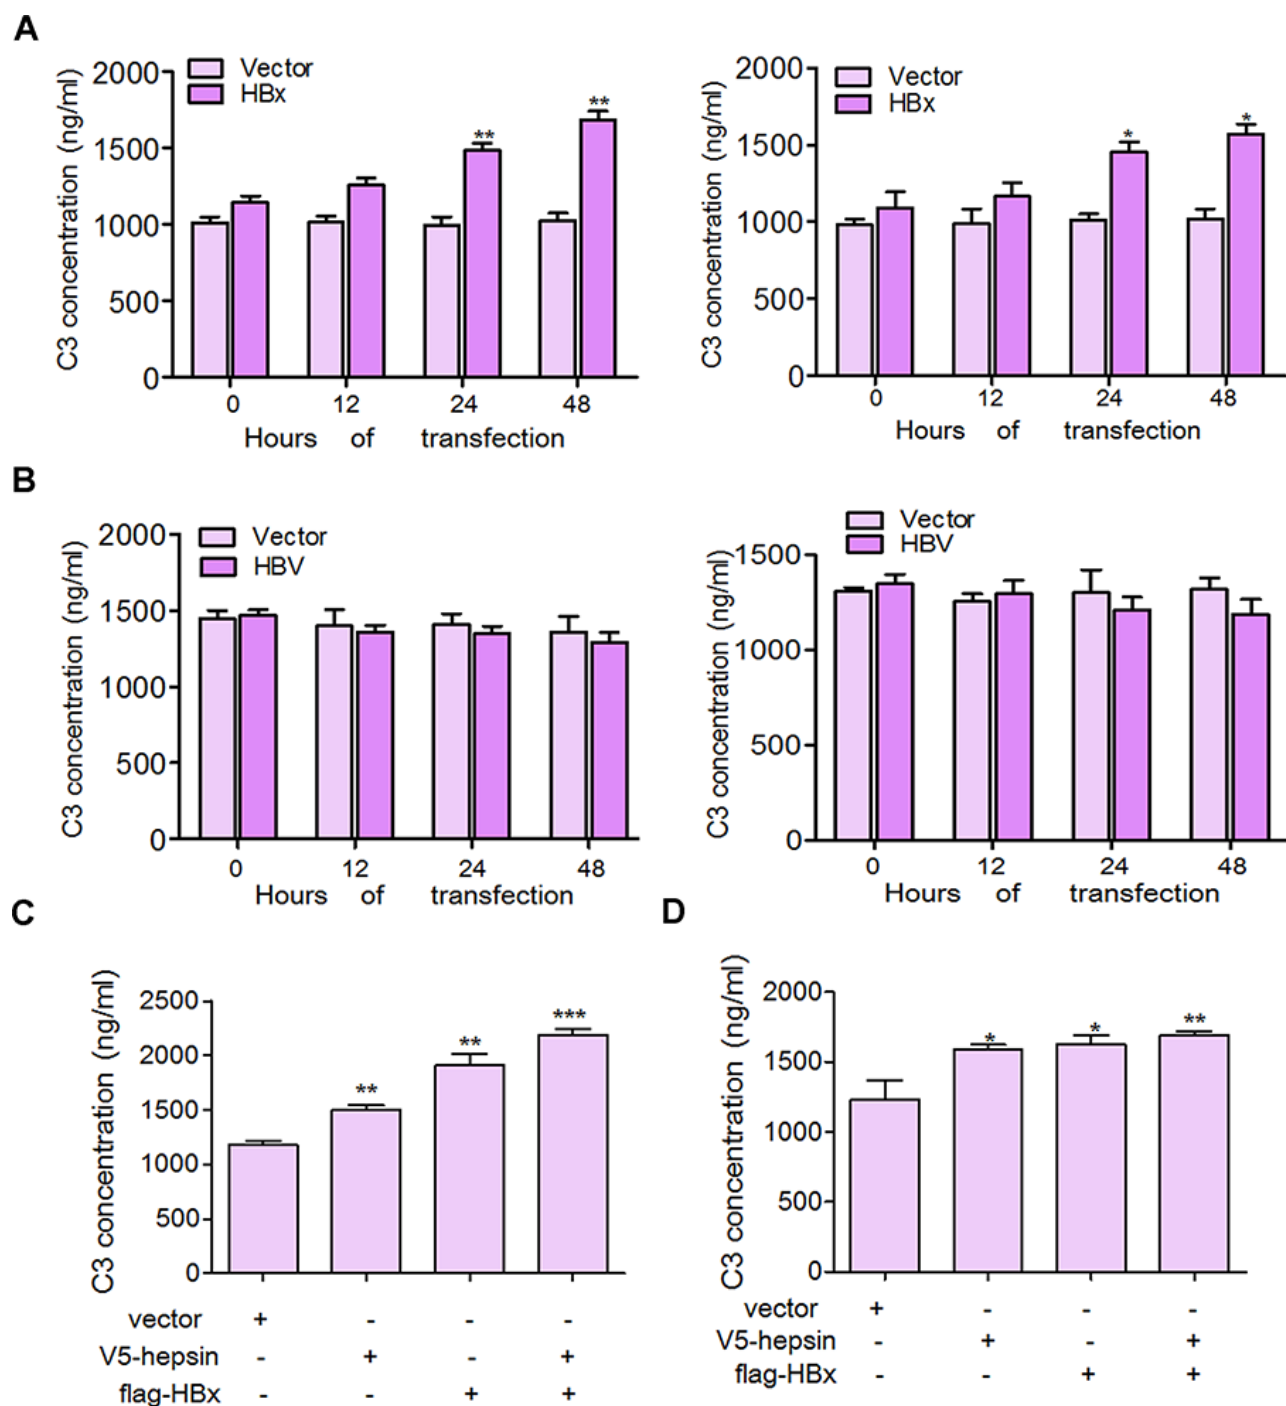 A
C3 concentration (ng/ml)
2000
1500
1000
500
0
Vector
HBx
**
**
0 12 24 48
Hours of transfection
C3 concentration (ng/ml)
2000
1500
1000
500
0
Vector
HBx
*
*
0 12 24 48
Hours of transfection
B
C3 concentration (ng/ml)
2000
1500
1000
500
0
Vector
HBV
0 12 24 48
Hours of transfection
C3 concentration (ng/ml)
1500
1000
500
0
Vector
HBV
0 12 24 48
Hours of transfection
C
C3 concentration (ng/ml)
2500
2000
1500
1000
500
0
**
**
***
vector + - - -
V5-hepsin - + - +
flag-HBx - - + +
D
C3 concentration (ng/ml)
2000
1500
1000
500
0
*
*
**
vector + - - -
V5-hepsin - + - +
flag-HBx - - + +